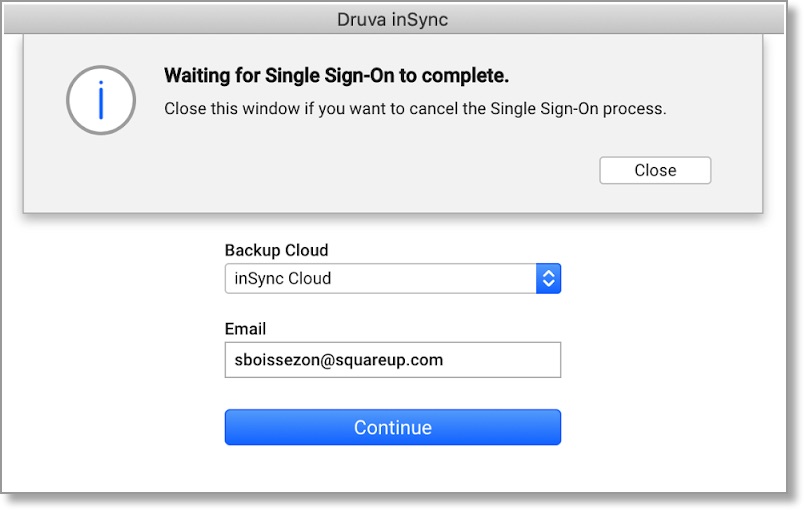 Druva inSync
Waiting for Single Sign-On to complete.
Close this window if you want to cancel the Single Sign-On process.
Close
Backup Cloud
inSync Cloud
Email
sboissezon@squareup.com
Continue